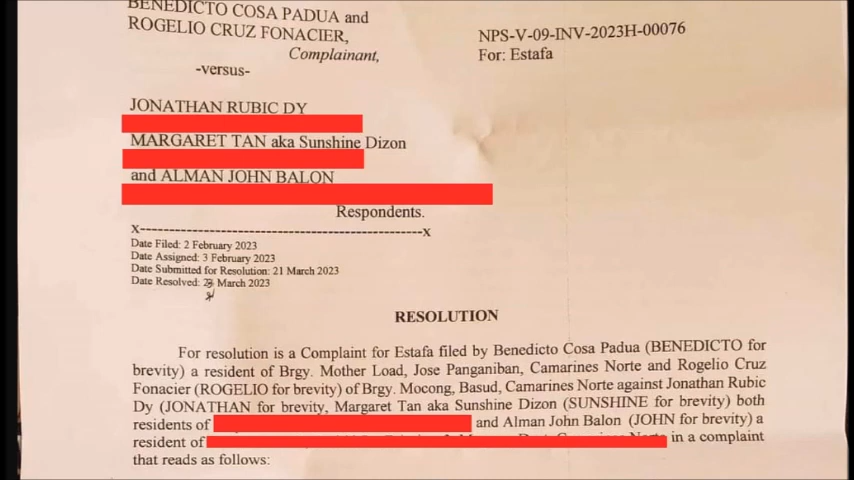 BENEDICTO COSA PADUA and
ROGELIO CRUZ FONACIER,
Complainant,
-versus-
NPS-V-09-INV-2023H-00076
For: Estafa
JONATHAN RUBIC DY
MARGARET TAN aka Sunshine Dizon
and ALMAN JOHN BALON
Respondents.
x--------------------------------------------------x
Date Filed: 2 February 2023
Date Assigned: 3 February 2023
Date Submitted for Resolution: 21 March 2023
Date Resolved: March 2023
RESOLUTION
For resolution is a Complaint for Estafa filed by Benedicto Cosa Padua (BENEDICTO for
brevity) a resident of Brgy. Mother Load, Jose Panganiban, Camarines Norte and Rogelio Cruz
Fonacier (ROGELIO for brevity) of Brgy. Mocong, Basud, Camarines Norte against Jonathan Rubic
Dy (JONATHAN for brevity, Margaret Tan aka Sunshine Dizon (SUNSHINE for brevity) both
residents of and Alman John Balon (JOHN for brevity) a
resident of in a complaint
that reads as follows: